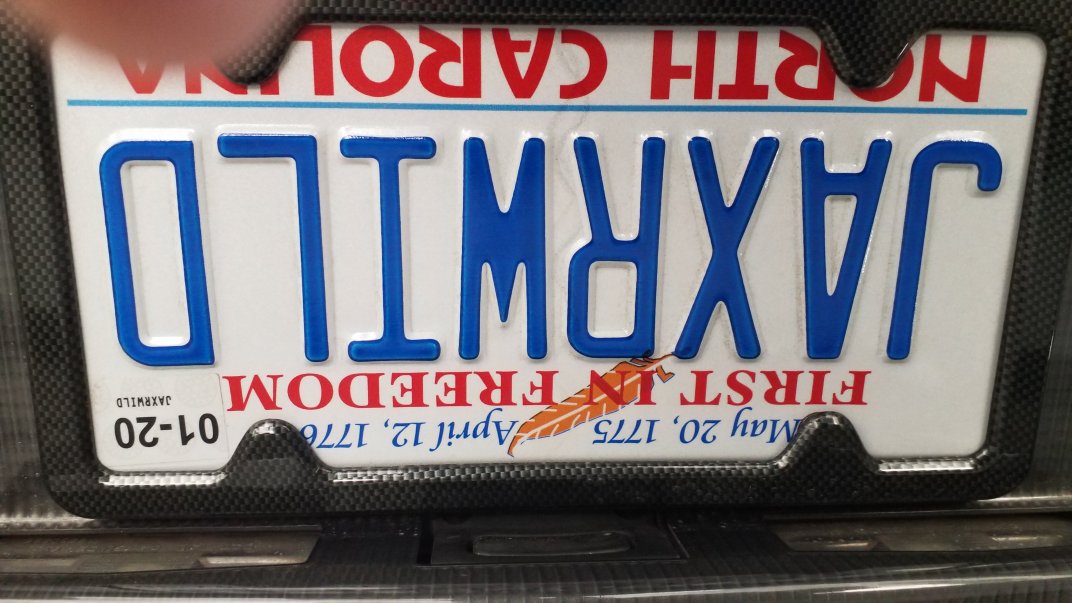 May 20, 1775 April 12, 1776
01-20
JAXRWILD
FIRST IN FREEDOM
JAXRWILD
NORTH CAROLINA